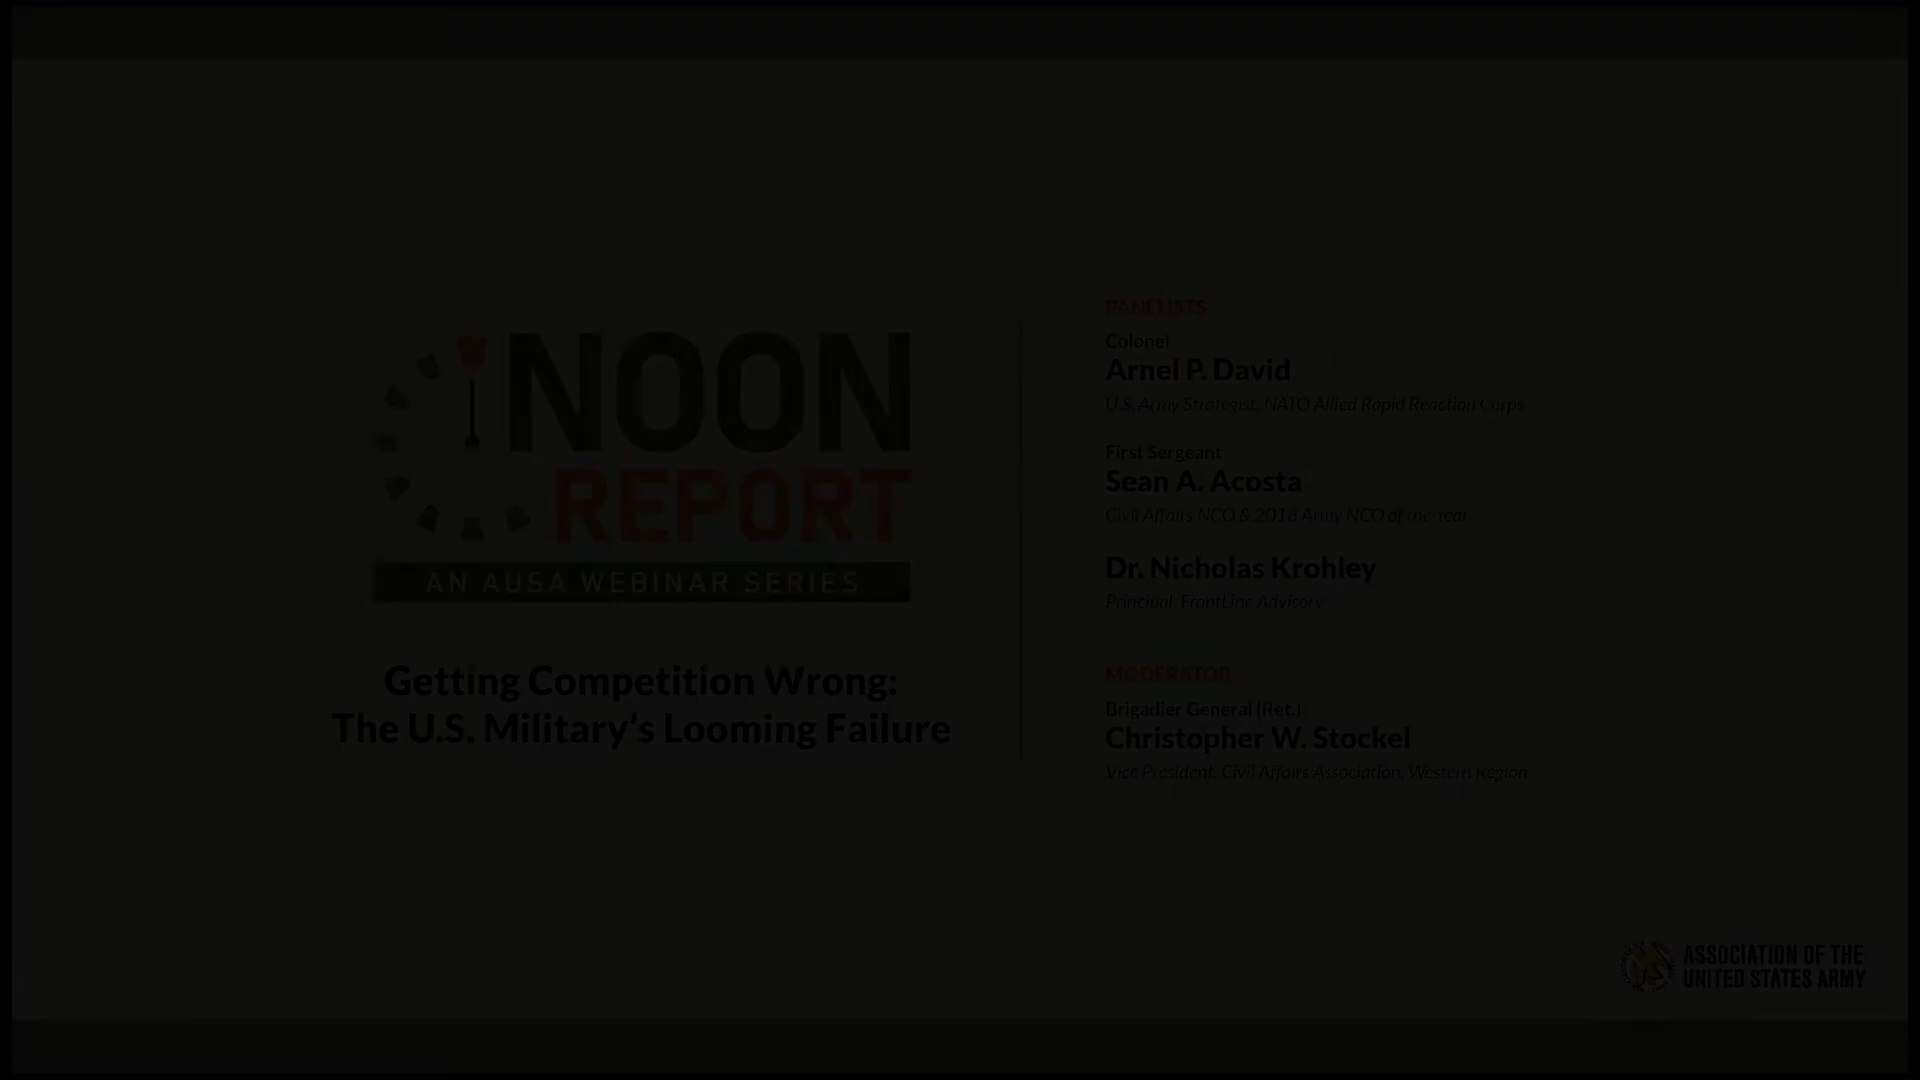 NOON
REPORT
AN AUSA WEBINAR SERIES
Getting Competition Wrong:
The U.S. Military's Looming Failure
PANELISTS
Colonel
Arnel P. David
U.S. Army Strategist, NATO Allied Rapid Reaction Corps
First Sergeant
Sean A. Acosta
Civil Affairs NCO & 2018 Army NCO of the Year
Dr. Nicholas Krohley
Principal, FrontLine Advisory
MODERATOR
Brigadier General (Ret.)
Christopher W. Stockel
Vice President, Civil Affairs Association, Western Region
ASSOCIATION OF THE
UNITED STATES ARMY